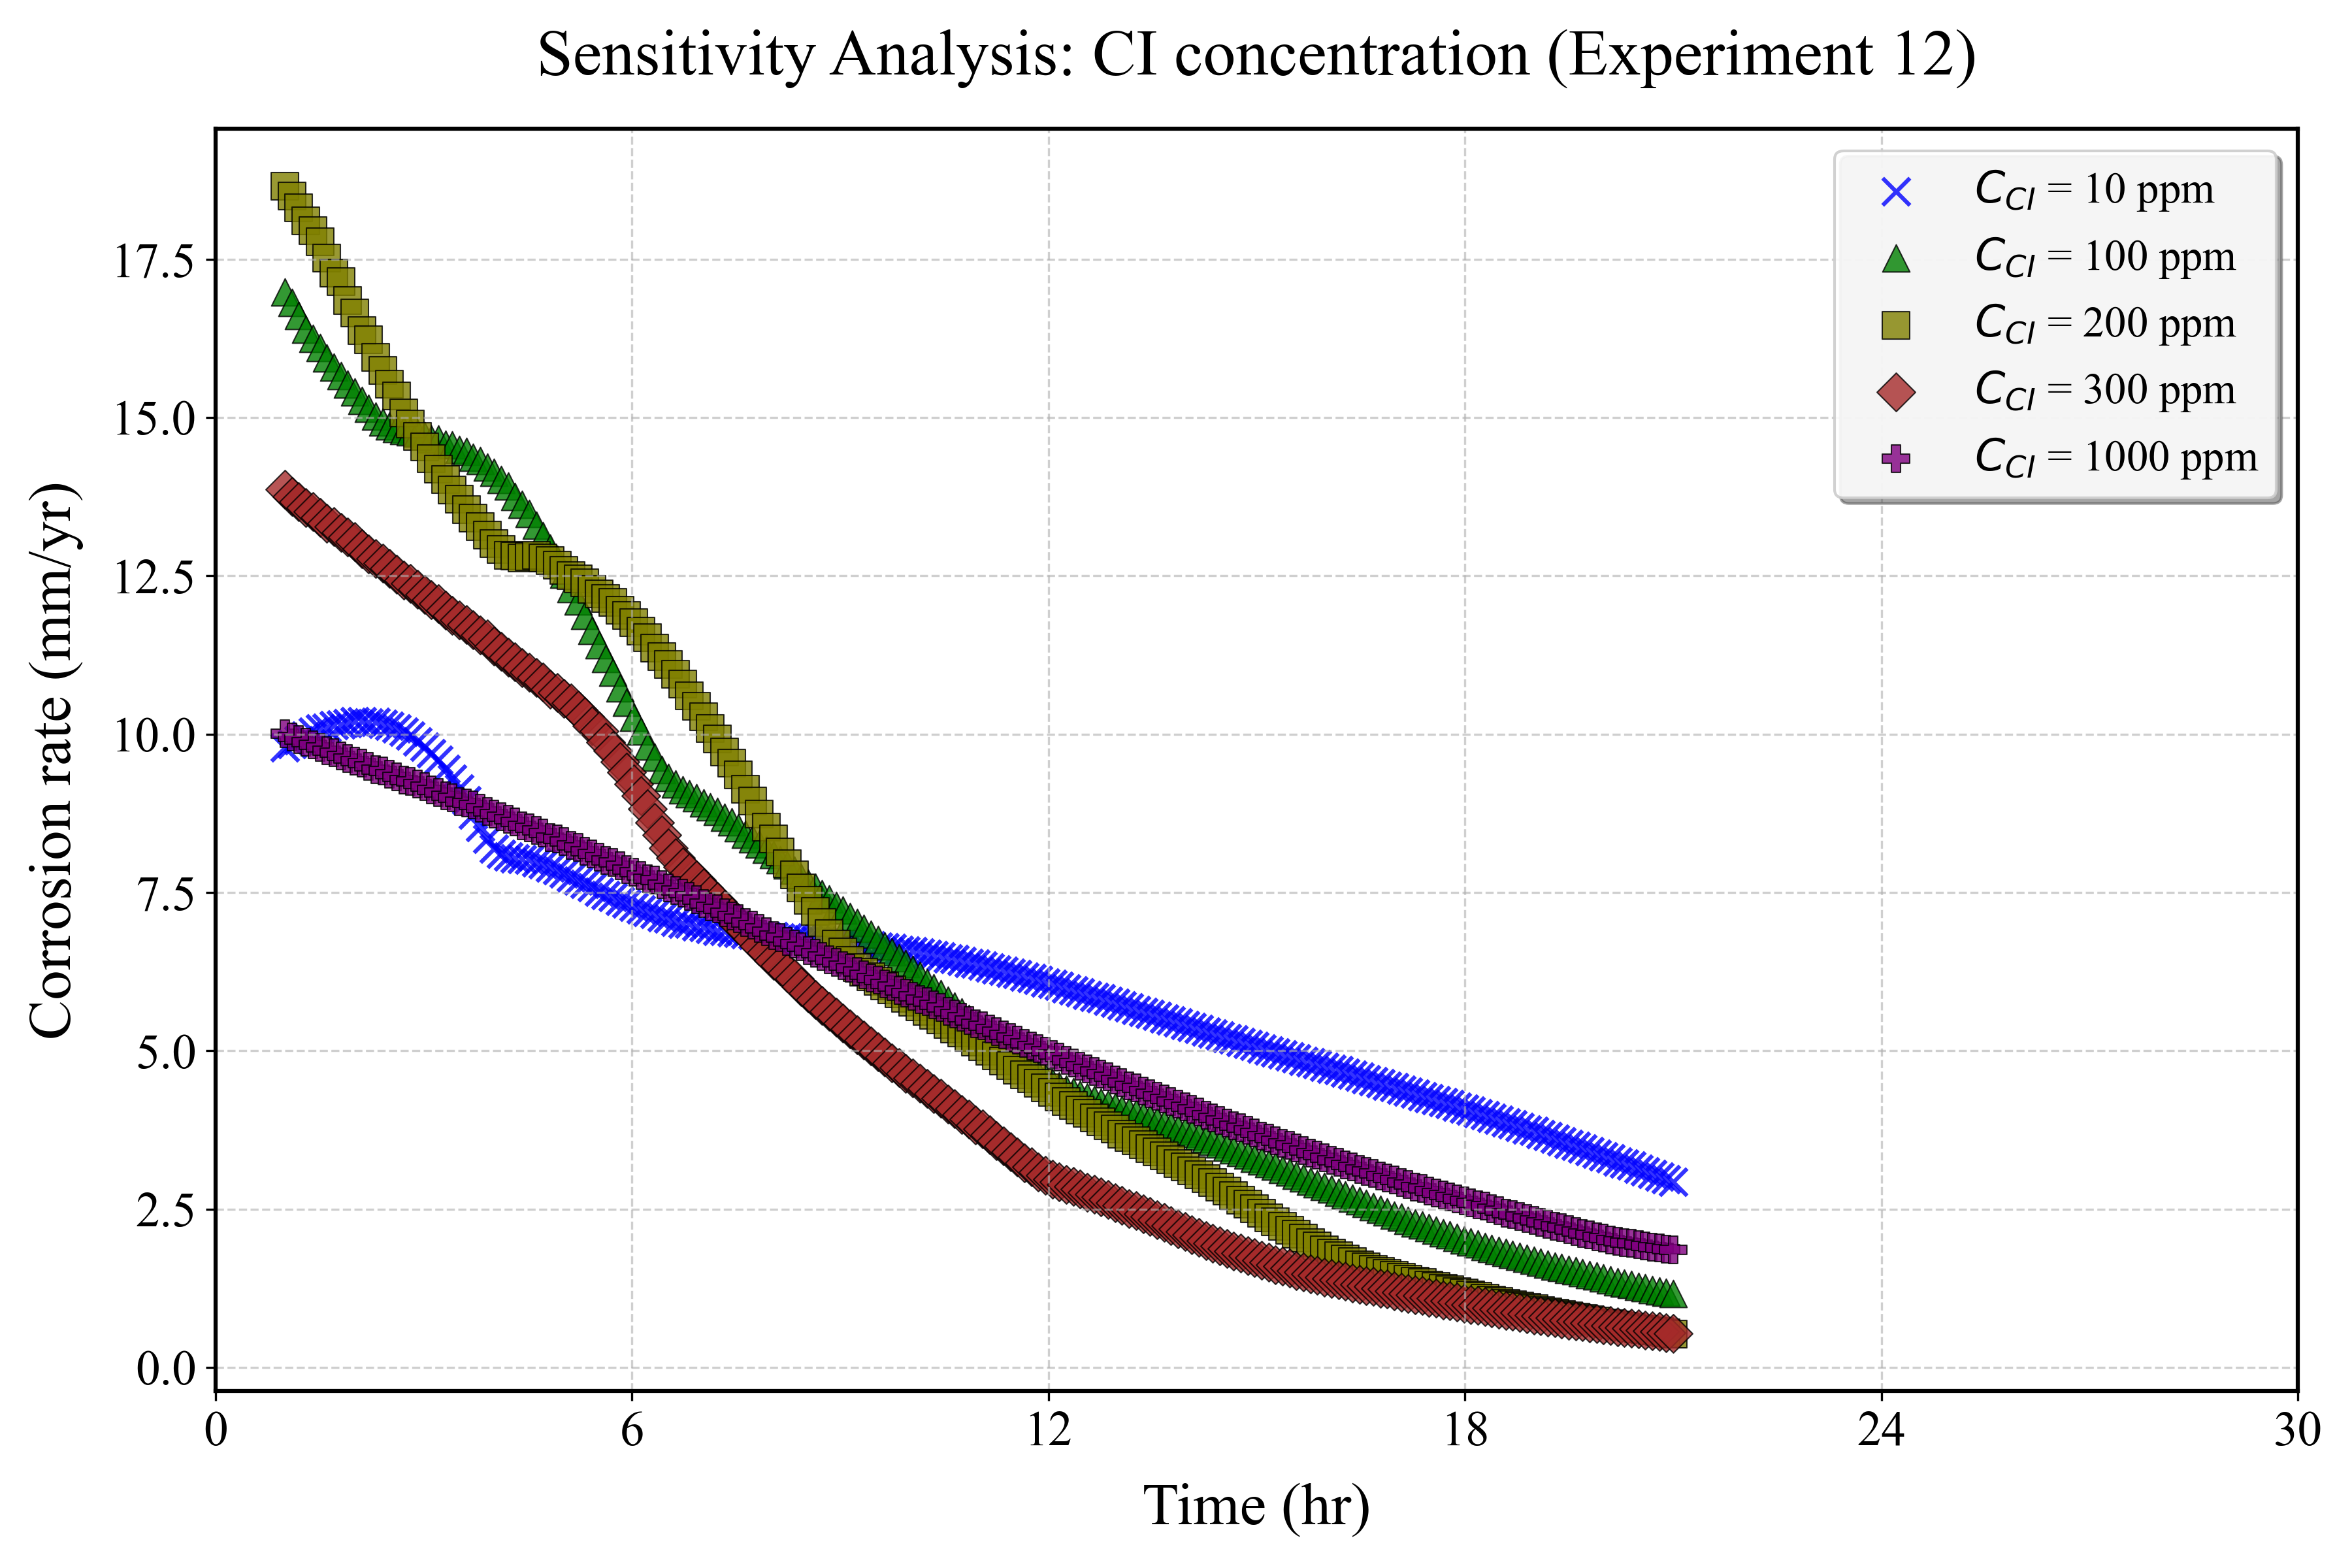 Sensitivity Analysis: CI concentration (Experiment 12)
C_CI = 10 ppm
C_CI = 100 ppm
C_CI = 200 ppm
C_CI = 300 ppm
C_CI = 1000 ppm
Corrosion rate (mm/yr)
17.5
15.0
12.5
10.0
7.5
5.0
2.5
0.0
0 6 12 18 24 30
Time (hr)